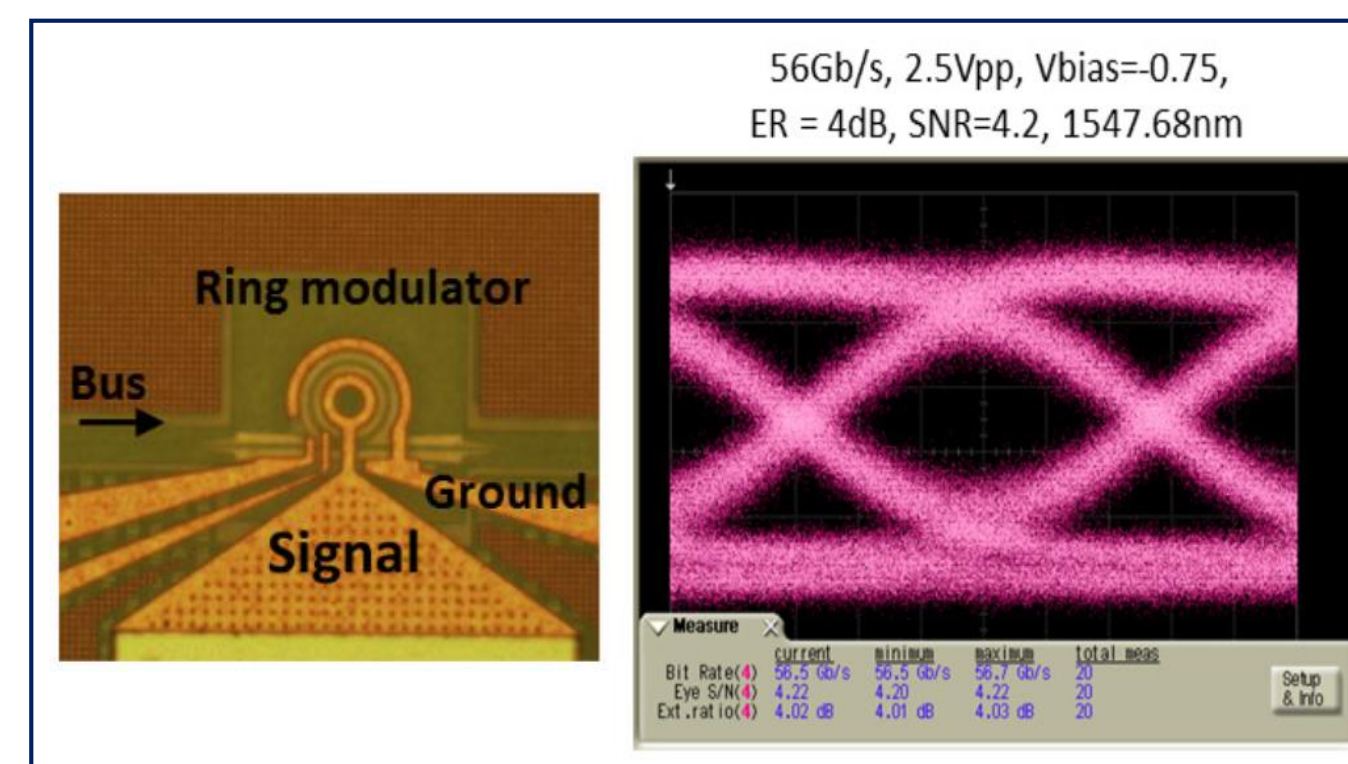 56Gb/s, 2.5Vpp, Vbias=-0.75,
ER = 4dB, SNR=4.2, 1547.68nm
Ring modulator
Bus
Ground
Signal
Measure
current minimum maximum total meas
Bit Rate(4) 56.5 Gb/s 56.5 Gb/s 56.7 Gb/s 20
Eye S/N(4) 4.22 4.20 4.22 20
Ext.ratio(4) 4.02 dB 4.01 dB 4.03 dB 20
Setup
& Info